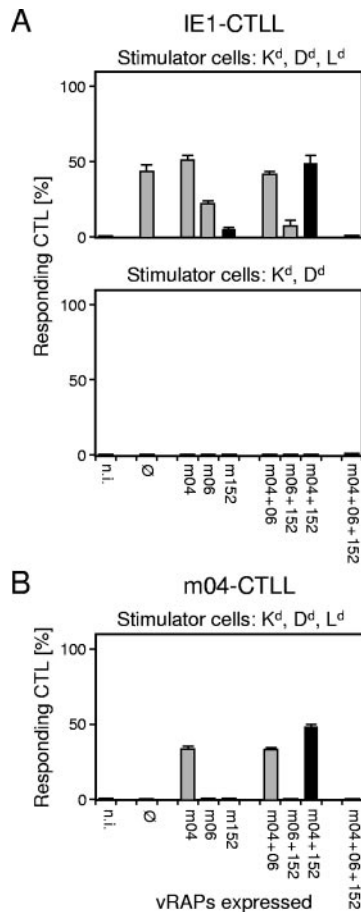 A
IE1-CTLL
Stimulator cells: Kᵈ, Dᵈ, Lᵈ
100
50
0
Responding CTL [%]
Stimulator cells: Kᵈ, Dᵈ
100
50
0
n.i.
Ø
m04
m06
m152
m04+06
m06+152
m04+152
m04+06+152
B
m04-CTLL
Stimulator cells: Kᵈ, Dᵈ, Lᵈ
100
50
0
Responding CTL [%]
n.i.
Ø
m04
m06
m152
m04+06
m06+152
m04+152
m04+06+152
vRAPs expressed